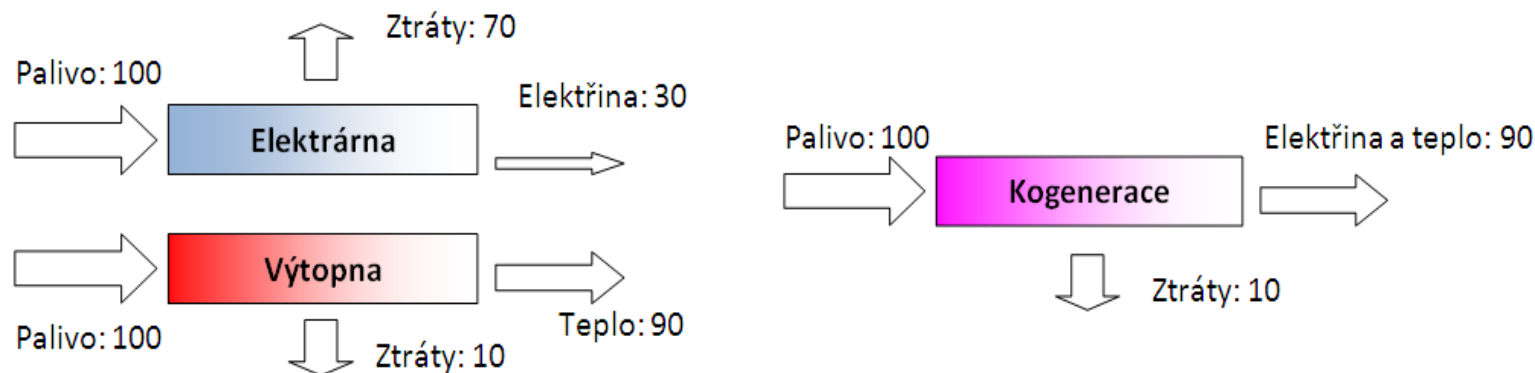 Ztráty: 70
Palivo: 100
Elektřina: 30
Elektrárna
Výtopna
Palivo: 100
Teplo: 90
Ztráty: 10
Palivo: 100
Elektřina a teplo: 90
Kogenerace
Ztráty: 10